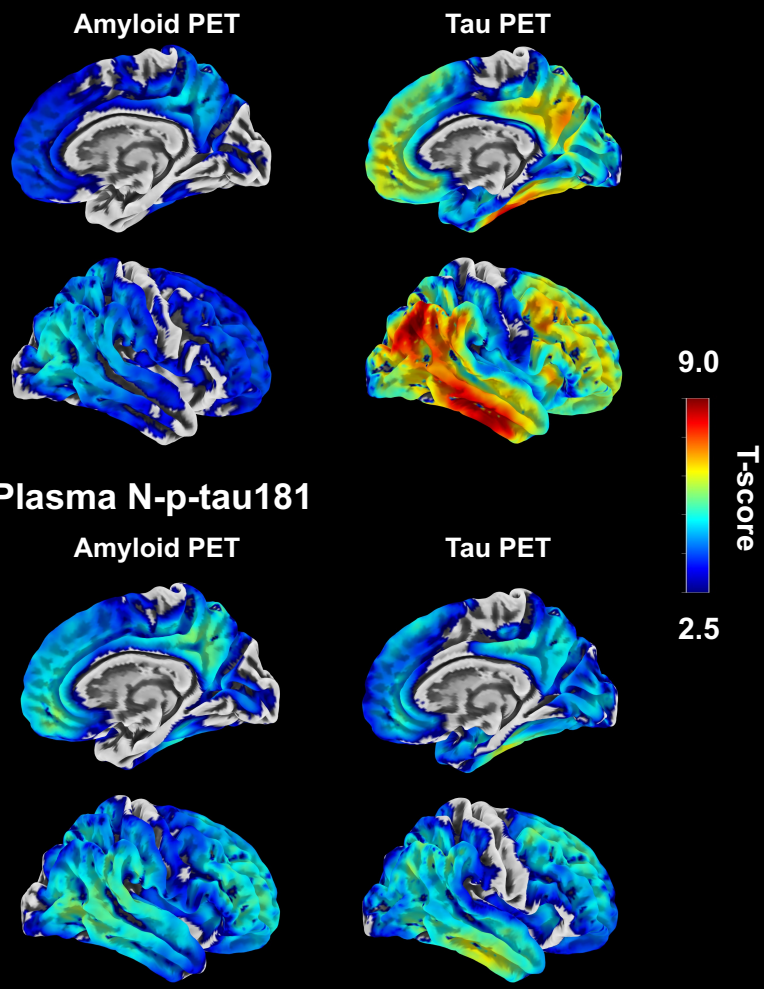 Amyloid PET
Tau PET
9.0
T-score
2.5
Plasma N-p-tau181
Amyloid PET
Tau PET